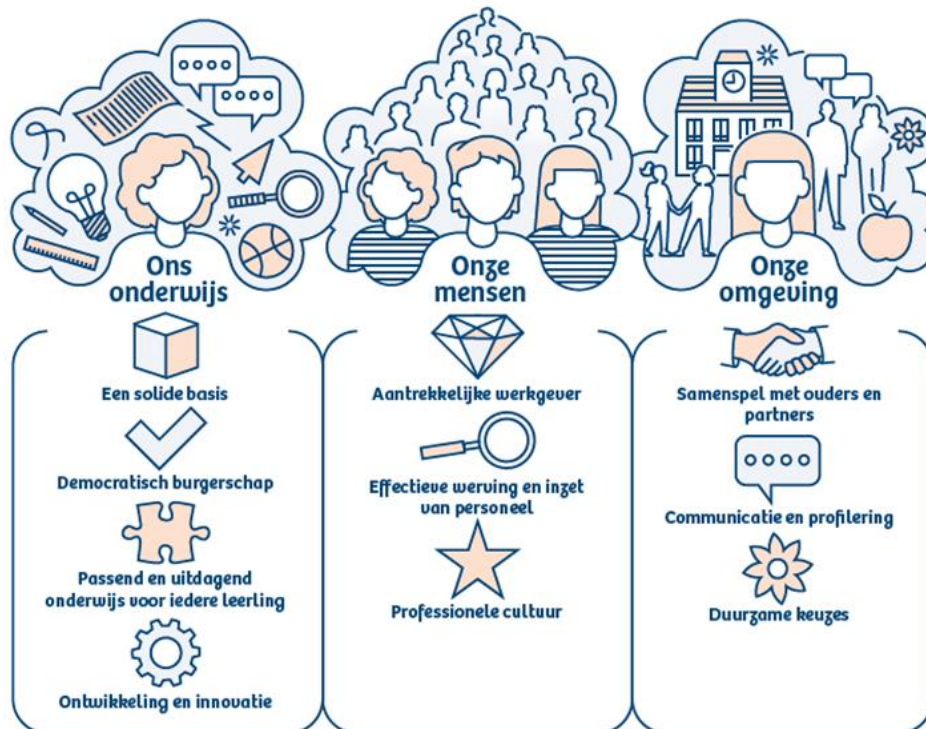 Ons
onderwijs
Een solide basis
Democratisch burgerschap
Passend en uitdagend
onderwijs voor iedere leerling
Ontwikkeling en innovatie
Onze
mensen
Aantrekkelijke werkgever
Effectieve werving en inzet
van personeel
Professionele cultuur
Onze
omgeving
Samenspel met ouders en
partners
Communicatie en profilering
Duurzame keuzes